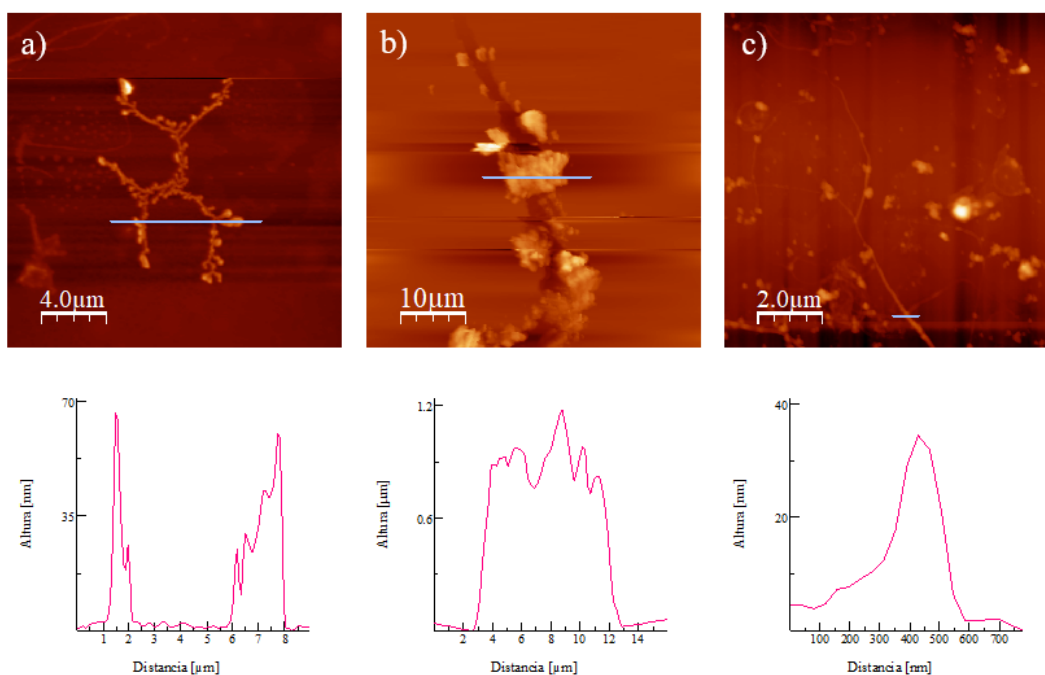 a)
b)
c)
4.0µm
10µm
2.0µm
70
35
Altura [nm]
1 2 3 4 5 6 7 8
Distancia [µm]
1.2
0.6
Altura [µm]
2 4 6 8 10 12 14
Distancia [µm]
40
20
Altura [nm]
100 200 300 400 500 600 700
Distancia [nm]